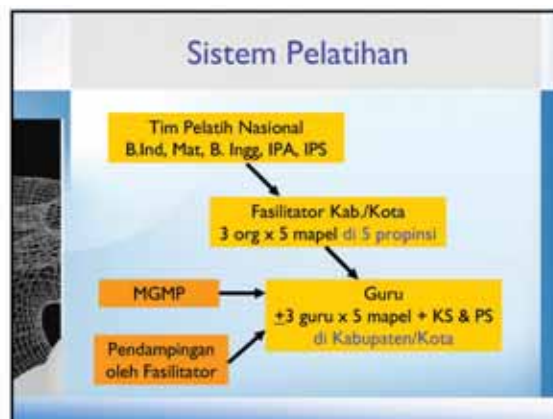 Sistem Pelatihan
Tim Pelatih Nasional
B.Ind, Mat, B. Ingg, IPA, IPS
Fasilitator Kab./Kota
3 org x 5 mapel di 5 propinsi
MGMP
Guru
±3 guru x 5 mapel + KS & PS
di Kabupaten/Kota
Pendampingan
oleh Fasilitator